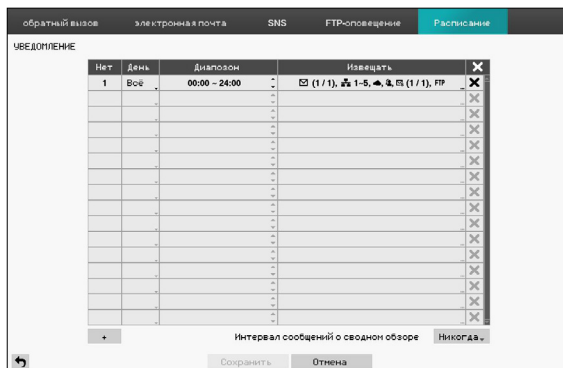 обратный вызов электронная почта SNS FTP-оповещение Расписание
УВЕДОМЛЕНИЕ
Нет День Диапозон Извещать
1 Всё 00:00 ~ 24:00 (1 / 1), 1~5, (1 / 1), FTP
+ Интервал сообщений о сводном обзоре Никогда
Сохранить Отмена